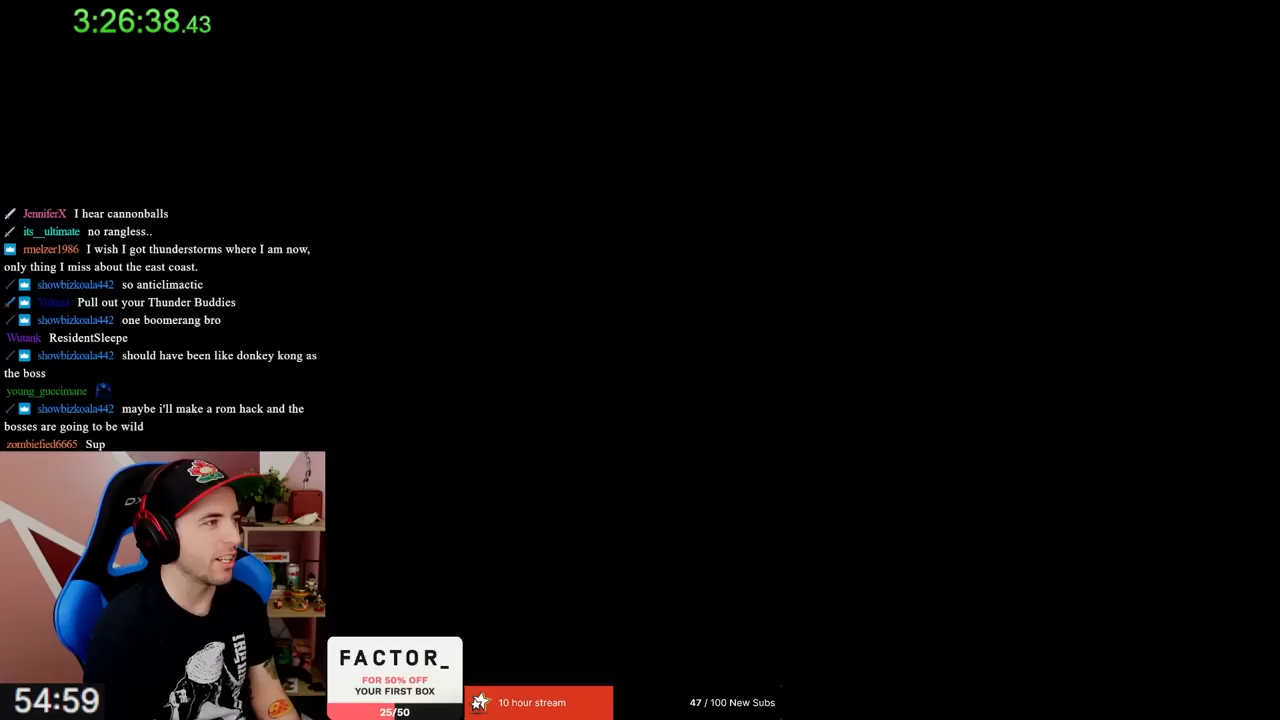 3:26:38.43
JenniferX I hear cannonballs
its__ultimate no rangless..
rmelzer1986 I wish I got thunderstorms where I am now,
only thing I miss about the east coast.
showbizkoala442 so anticlimactic
Pull out your Thunder Buddies
showbizkoala442 one boomerang bro
Wutank ResidentSleepe
showbizkoala442 should have been like donkey kong as
the boss
young_guccimane
showbizkoala442 maybe i'll make a rom hack and the
bosses are going to be wild
zombiefied6665 Sup
54:59
FACTOR_
FOR 50% OFF
YOUR FIRST BOX
25/50
10 hour stream
47 / 100 New Subs